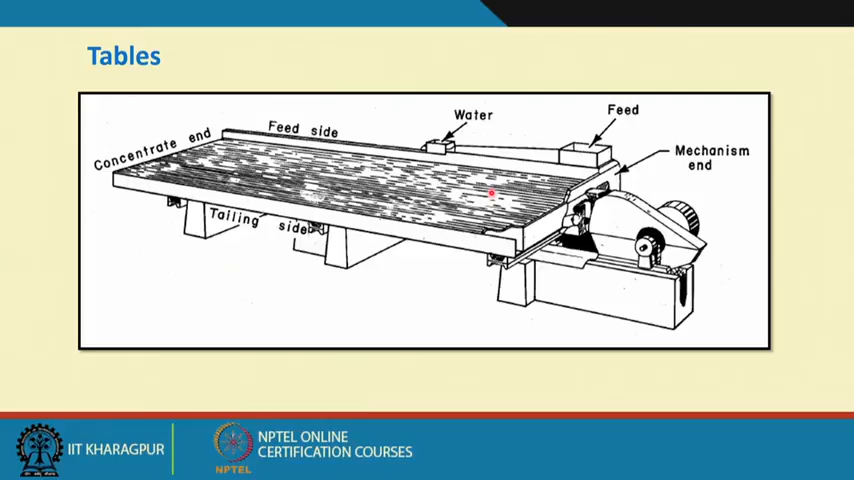 Tables
Water
Feed
Feed side
Concentrate end
Mechanism
end
Tailing side
IIT KHARAGPUR
NPTEL
NPTEL ONLINE
CERTIFICATION COURSES